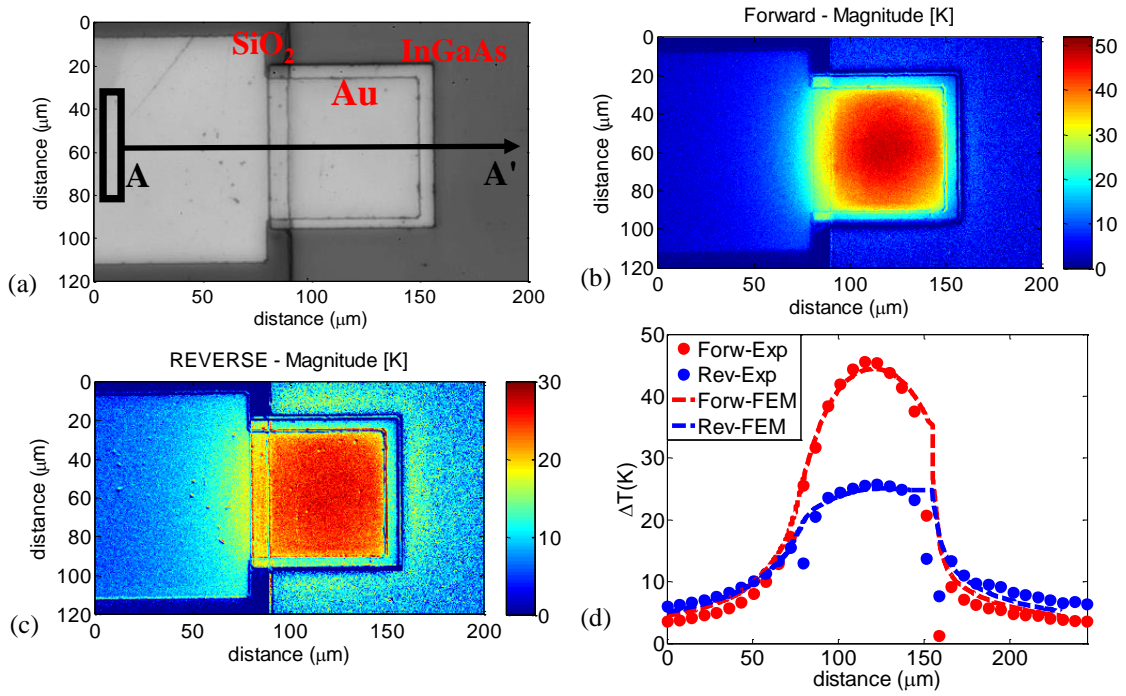 SiO2
InGaAs
Au
A
A'
0
20
40
60
80
100
120
0
50
100
150
200
distance (μm)
distance (μm)
(a)
Forward - Magnitude [K]
0
20
40
60
80
100
120
0
50
100
150
200
distance (μm)
distance (μm)
50
40
30
20
10
0
(b)
REVERSE - Magnitude [K]
0
20
40
60
80
100
120
0
50
100
150
200
distance (μm)
distance (μm)
30
20
10
0
(c)
50
40
30
20
10
0
0
50
100
150
200
ΔT(K)
distance (μm)
Forw-Exp
Rev-Exp
Forw-FEM
Rev-FEM
(d)